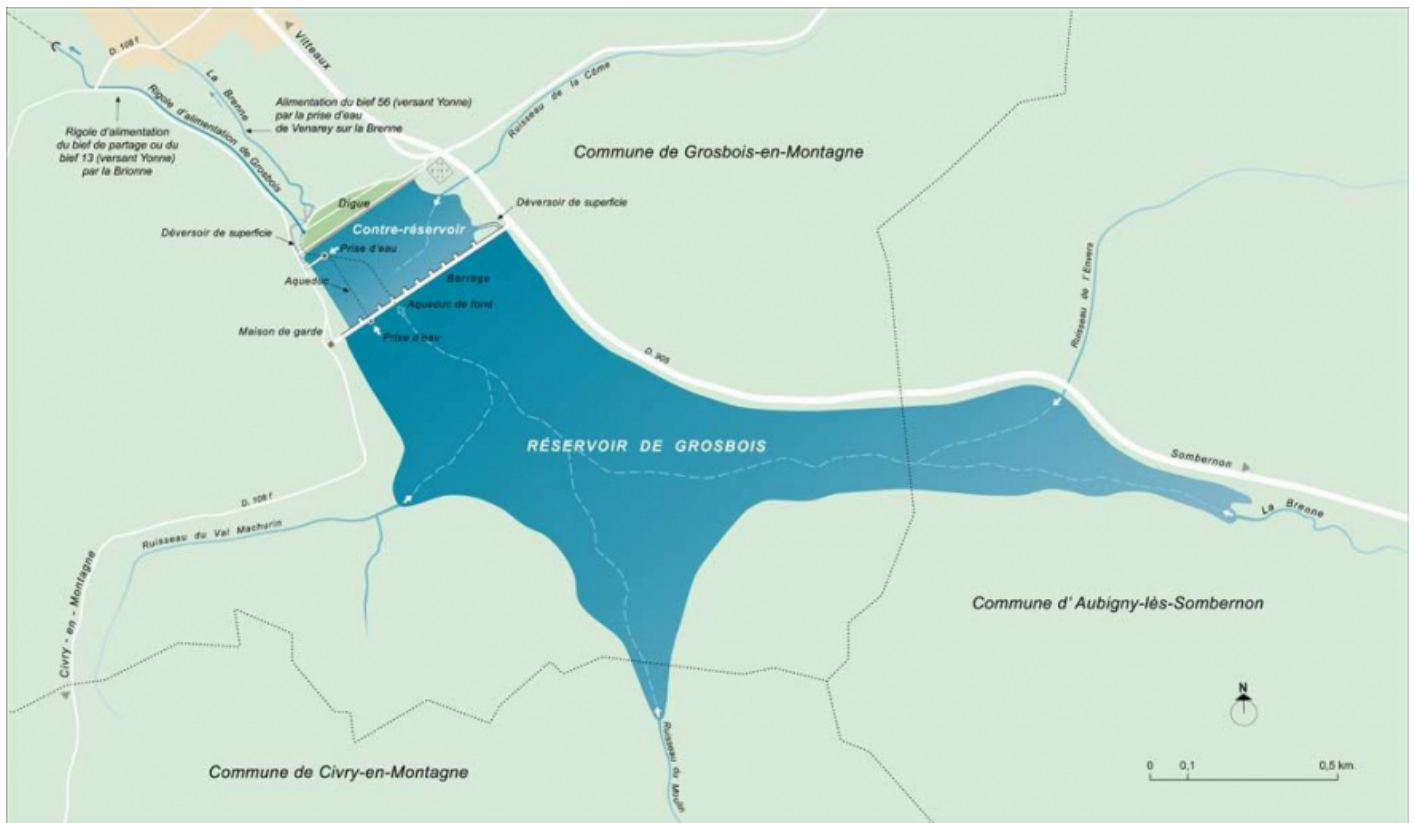 D. 108 f
Vitteaux
La Brenne
Rigole d'alimentation de Grosbois
Alimentation du bief 56 (versant Yonne)
par la prise d'eau
de Venarey sur la Brenne
Rigole d'alimentation
du bief de partage ou du
bief 13 (versant Yonne)
par la Brionne
Ruisseau de la Côme
Commune de Grosbois-en-Montagne
Digue
Déversoir de superficie
Contre-réservoir
Déversoir de superficie
Prise d'eau
Aqueduc
Barrage
Aqueduc de fond
Maison de garde
Prise d'eau
D. 905
Ruisseau de l'Envers
RÉSERVOIR DE GROSBOIS
Sombernon
La Brenne
D. 108 f
Ruisseau du Val Machurin
Civry - en - Montagne
Commune d'Aubigny-lès-Sombernon
Ruisseau du Moulin
Commune de Civry-en-Montagne
N
0 0,1 0,5 km.